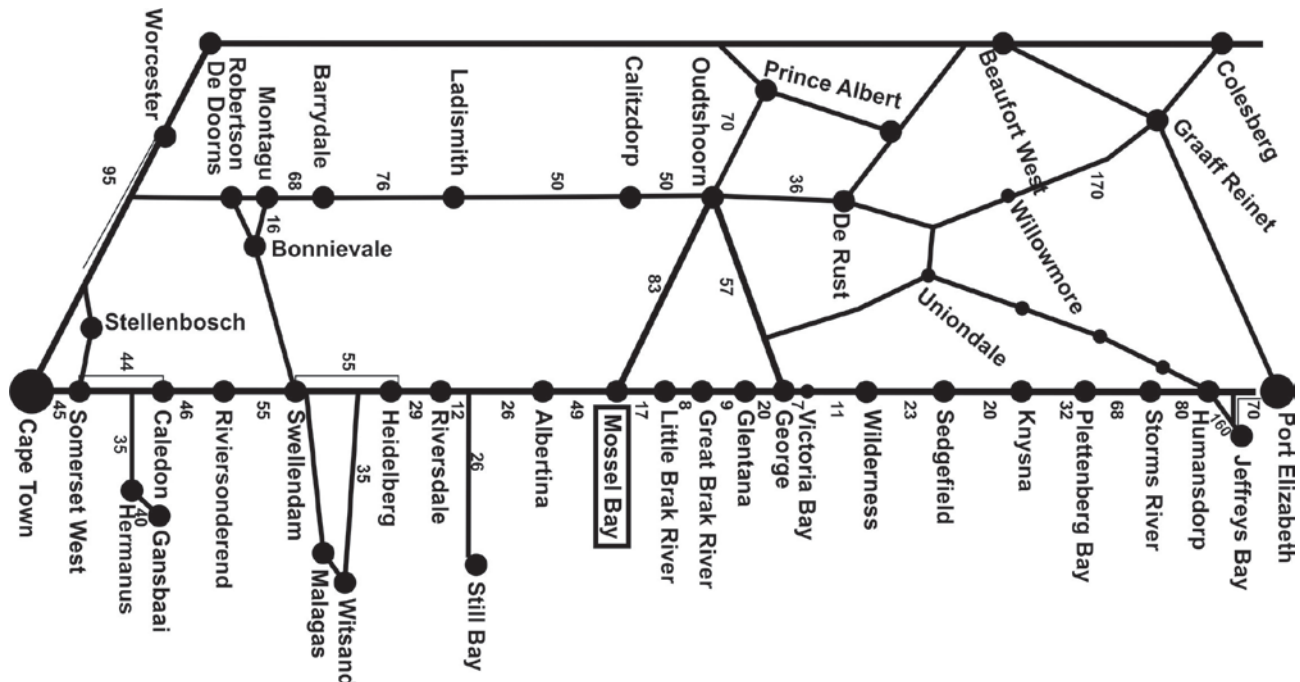 Worcester
De Doorns
Robertson
Montagu
Barrydale
Ladismith
Calitzdorp
Oudtshoorn
Prince Albert
Beaufort West
Colesberg
Graaff Reinet
95
68
76
50
50
70
36
170
16
Bonnievale
De Rust
Willowmore
Uniondale
83
57
Stellenbosch
44
55
45
46
55
29
12
26
49
17
8
9
20
7
11
23
20
32
68
80
160
70
Cape Town
Somerset West
Caledon
Riviersonderend
Swellendam
Heidelberg
Riversdale
Albertina
Mossel Bay
Little Brak River
Great Brak River
Glentana
George
Victoria Bay
Wilderness
Sedgefield
Knysna
Plettenberg Bay
Storms River
Humansdorp
Jeffreys Bay
Port Elizabeth
35
40
Hermanus
Gansbaai
35
26
Malagas
Witsand
Still Bay